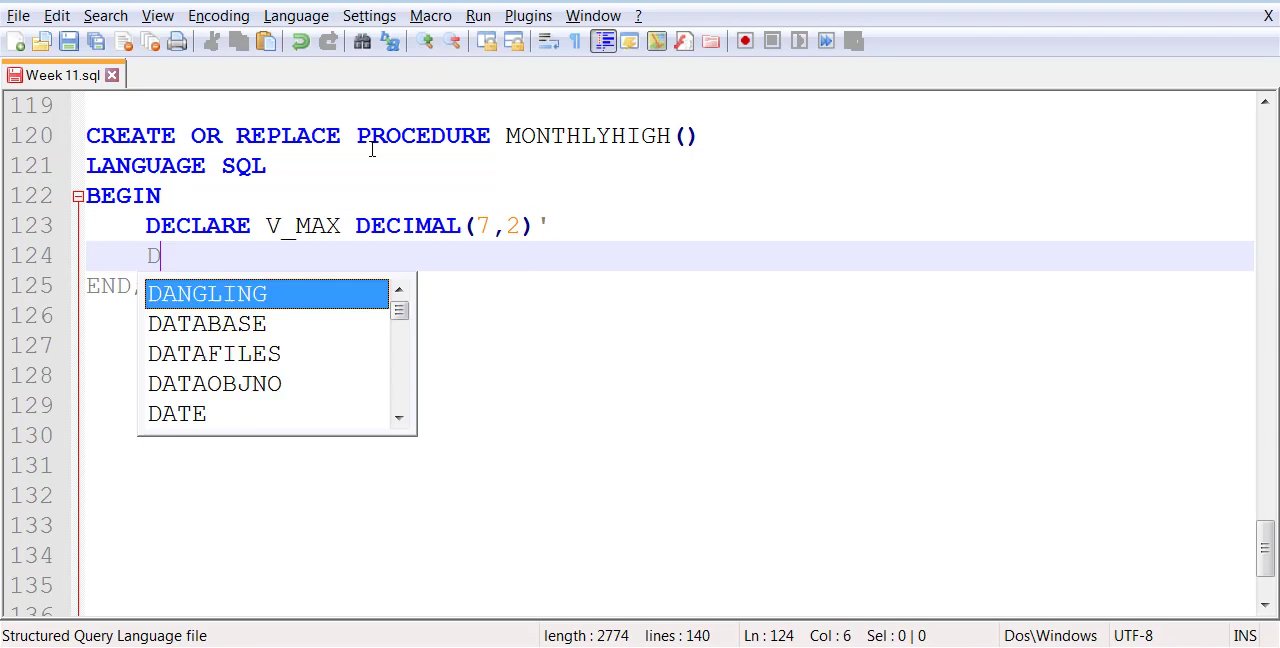 File Edit Search View Encoding Language Settings Macro Run Plugins Window ? X
Week 11.sql
119
120 CREATE OR REPLACE PROCEDURE MONTHLYHIGH()
121 LANGUAGE SQL
122 BEGIN
123 DECLARE V_MAX DECIMAL(7,2)'
124 D
125 END
DANGLING
126
DATABASE
127
DATAFILES
128
DATAOBJNO
129
DATE
130
131
132
133
134
135
136
Structured Query Language file length : 2774 lines : 140 Ln : 124 Col : 6 Sel : 0 | 0 Dos\Windows UTF-8 INS